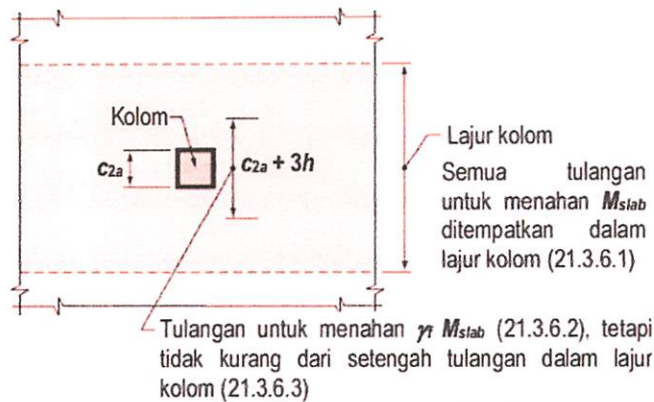 Kolom
c2a
c2a + 3h
Lajur kolom
Semua tulangan
untuk menahan Mslab
ditempatkan dalam
lajur kolom (21.3.6.1)
Tulangan untuk menahan γf Mslab (21.3.6.2), tetapi
tidak kurang dari setengah tulangan dalam lajur
kolom (21.3.6.3)